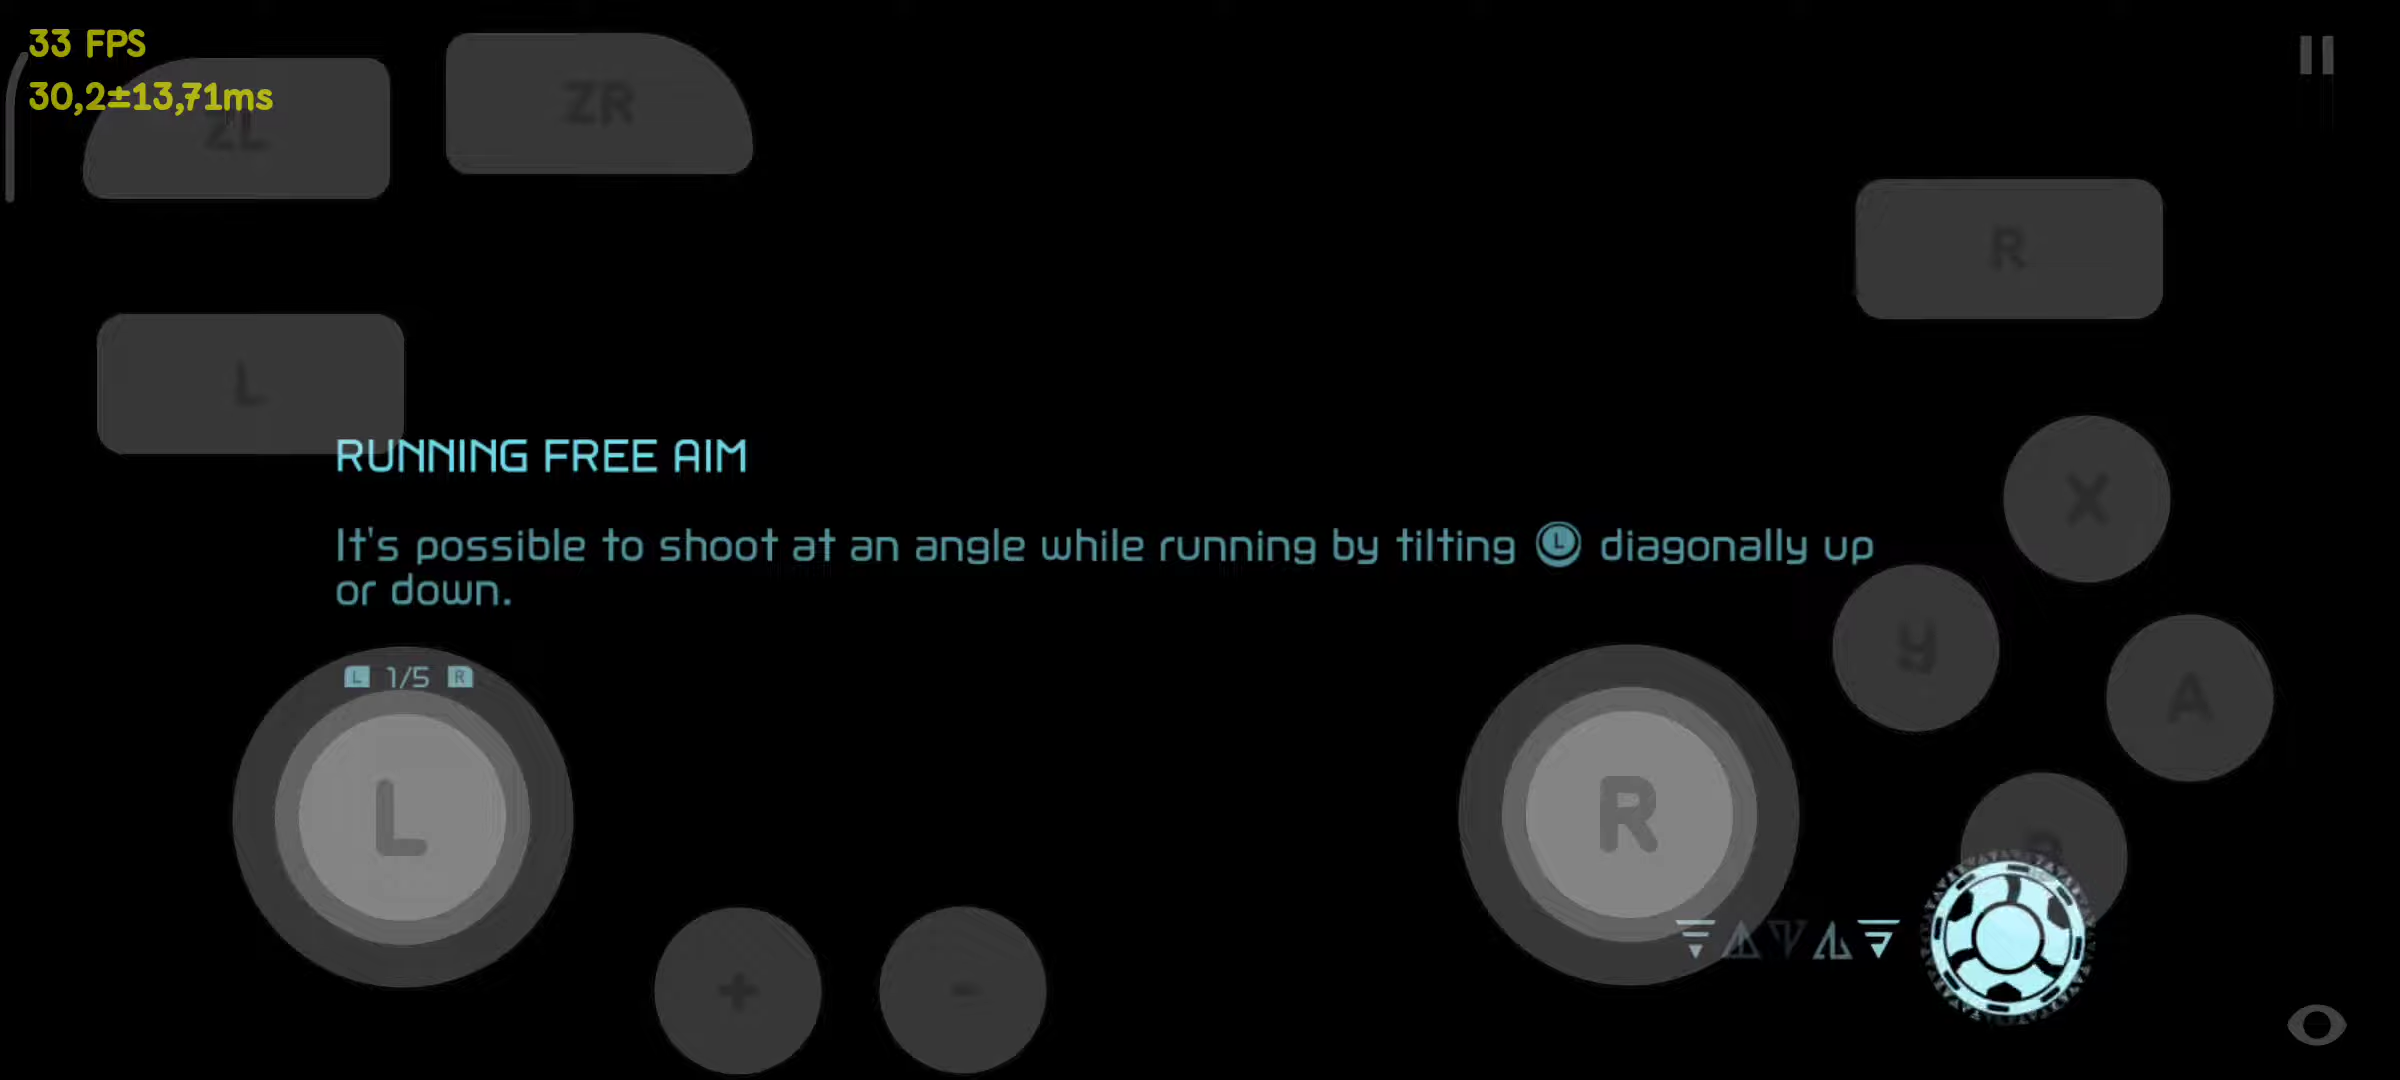 33 FPS
30,2±13,71ms
ZL
ZR
R
L
RUNNING FREE AIM
X
It's possible to shoot at an angle while running by tilting L diagonally up
or down.
y
L 1/5 R
A
L
R
+
-